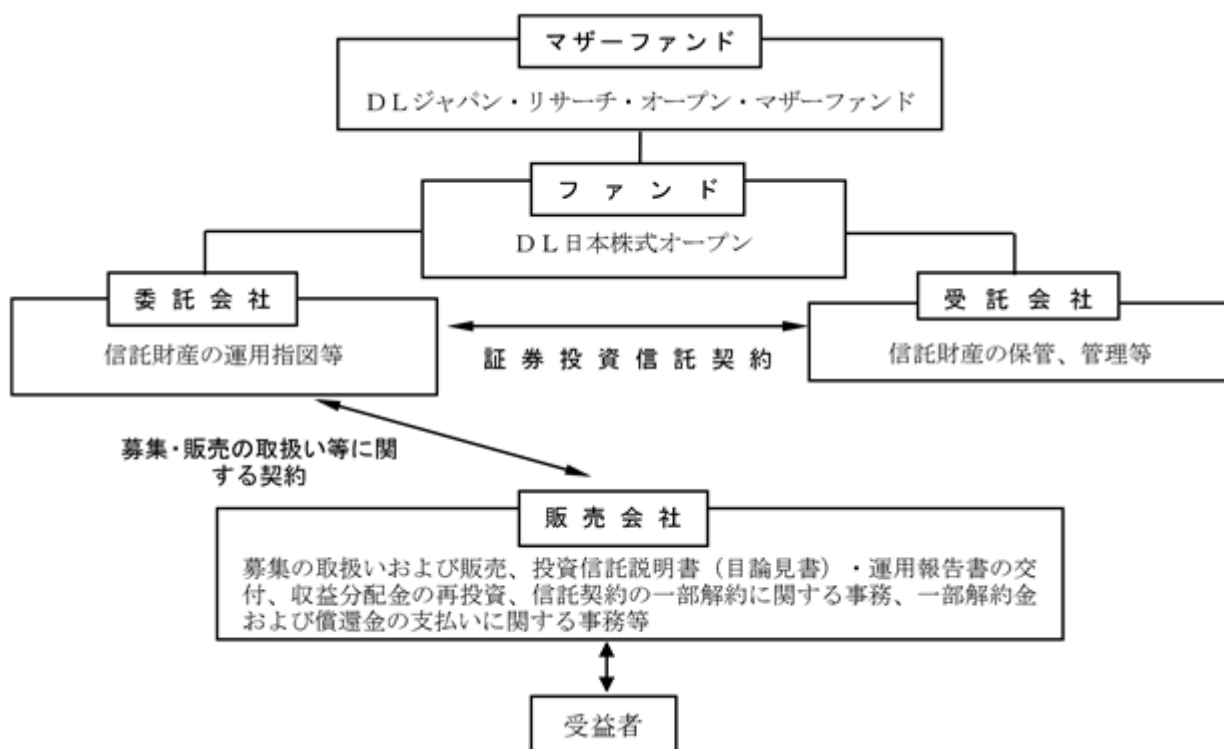 マザーファンド
ＤＬジャパン・リサーチ・オープン・マザーファンド
ファンド
ＤＬ日本株式オープン
委託会社
信託財産の運用指図等
証券投資信託契約
受託会社
信託財産の保管、管理等
募集・販売の取扱い等に関
する契約
販売会社
募集の取扱いおよび販売、投資信託説明書（目論見書）・運用報告書の交
付、収益分配金の再投資、信託契約の一部解約に関する事務、一部解約金
および償還金の支払いに関する事務等
受益者